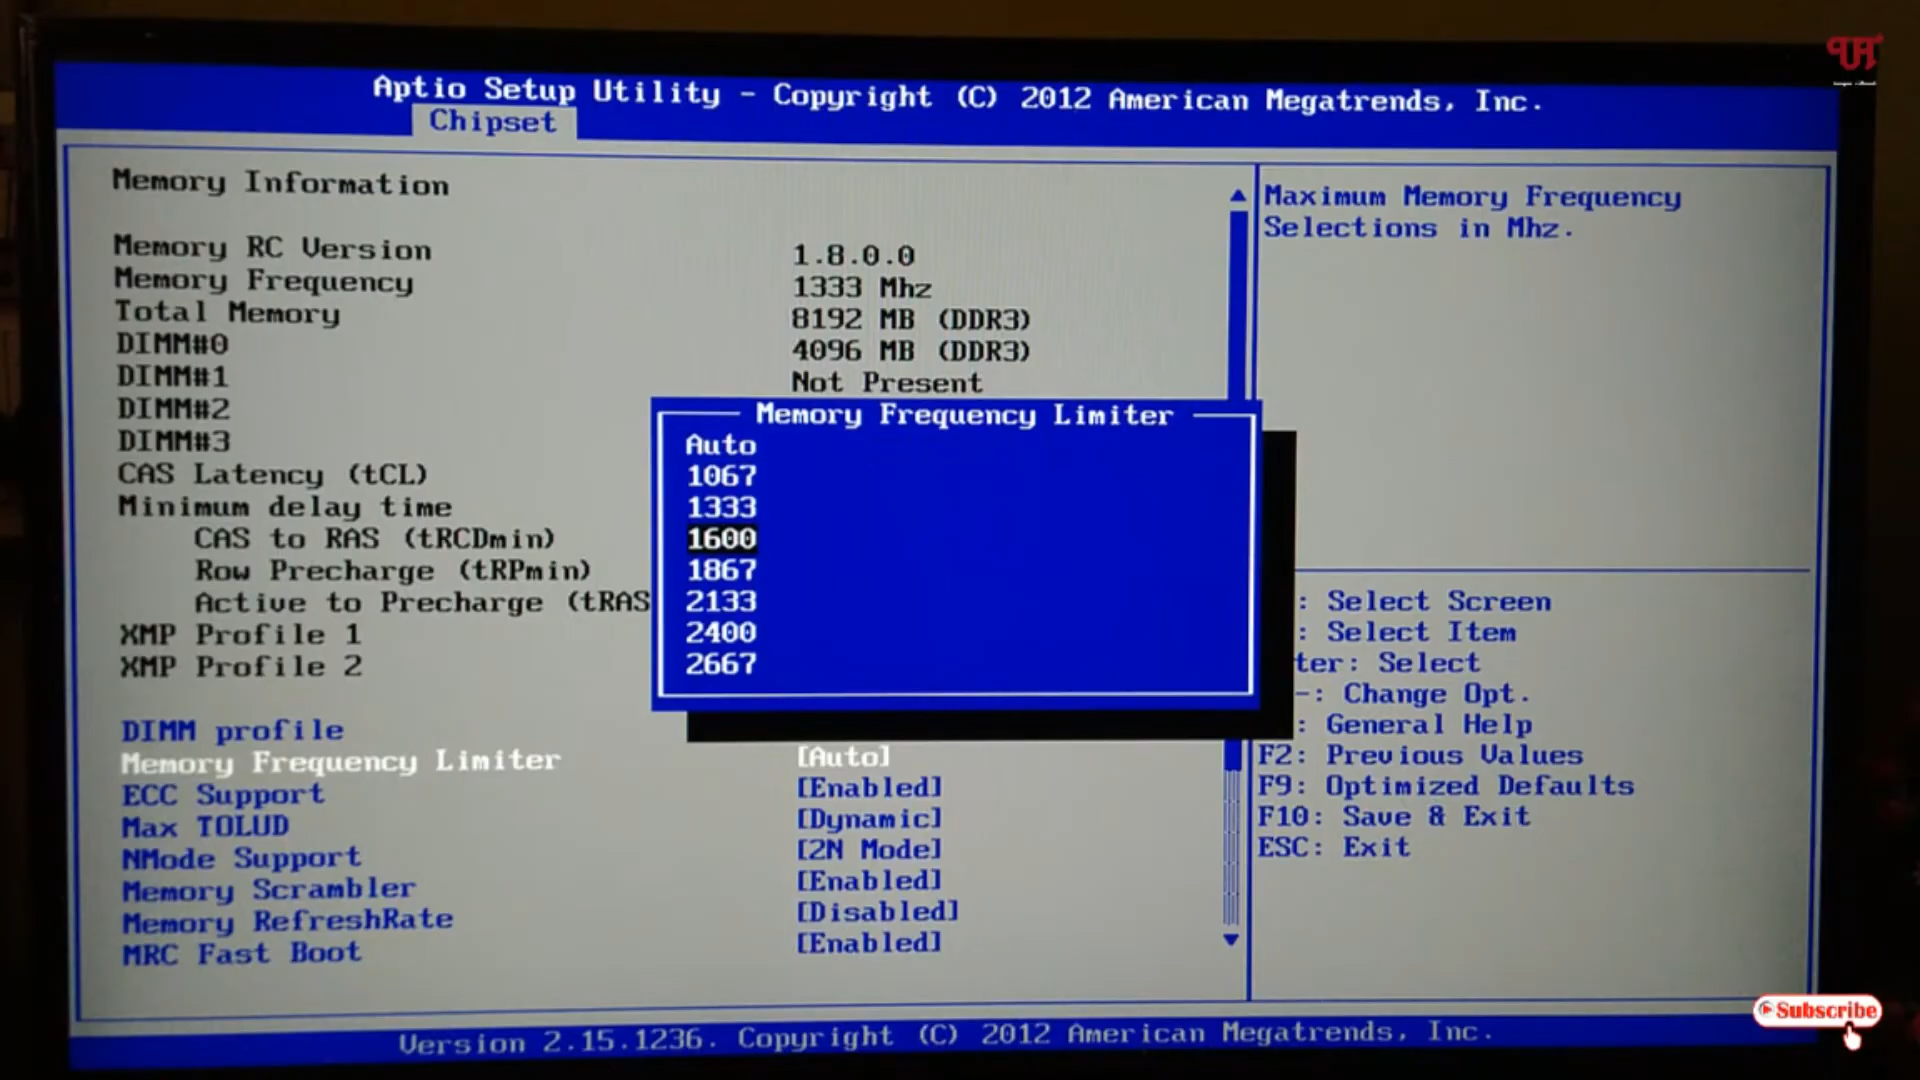 Aptio Setup Utility - Copyright (C) 2012 American Megatrends, Inc.
Chipset
Memory Information
Memory RC Version 1.8.0.0
Memory Frequency 1333 Mhz
Total Memory 8192 MB (DDR3)
DIMM#0 4096 MB (DDR3)
DIMM#1 Not Present
DIMM#2
DIMM#3
CAS Latency (tCL)
Minimum delay time
CAS to RAS (tRCDmin)
Row Precharge (tRPmin)
Active to Precharge (tRAS
XMP Profile 1
XMP Profile 2
DIMM profile
Memory Frequency Limiter [Auto]
ECC Support [Enabled]
Max TOLUD [Dynamic]
NMode Support [2N Mode]
Memory Scrambler [Enabled]
Memory RefreshRate [Disabled]
MRC Fast Boot [Enabled]
Memory Frequency Limiter
Auto
1067
1333
1600
1867
2133
2400
2667
Maximum Memory Frequency
Selections in Mhz.
: Select Screen
: Select Item
ter: Select
-: Change Opt.
: General Help
F2: Previous Values
F9: Optimized Defaults
F10: Save & Exit
ESC: Exit
Version 2.15.1236. Copyright (C) 2012 American Megatrends, Inc.
Subscribe